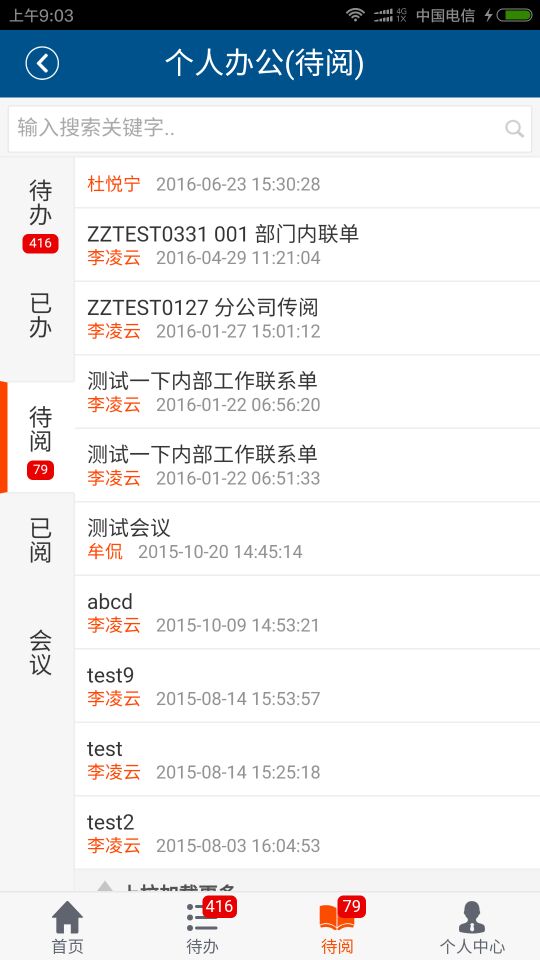 上午9:03
4G
1X
中国电信
个人办公(待阅)
输入搜索关键字..
待办
416
已办
待阅
79
已阅
会议
杜悦宁 2016-06-23 15:30:28
ZZTEST0331 001 部门内联单
李凌云 2016-04-29 11:21:04
ZZTEST0127 分公司传阅
李凌云 2016-01-27 15:01:12
测试一下内部工作联系单
李凌云 2016-01-22 06:56:20
测试一下内部工作联系单
李凌云 2016-01-22 06:51:33
测试会议
牟侃 2015-10-20 14:45:14
abcd
李凌云 2015-10-09 14:53:21
test9
李凌云 2015-08-14 15:53:57
test
李凌云 2015-08-14 15:25:18
test2
李凌云 2015-08-03 16:04:53
上拉加载更多
首页
416
待办
79
待阅
个人中心